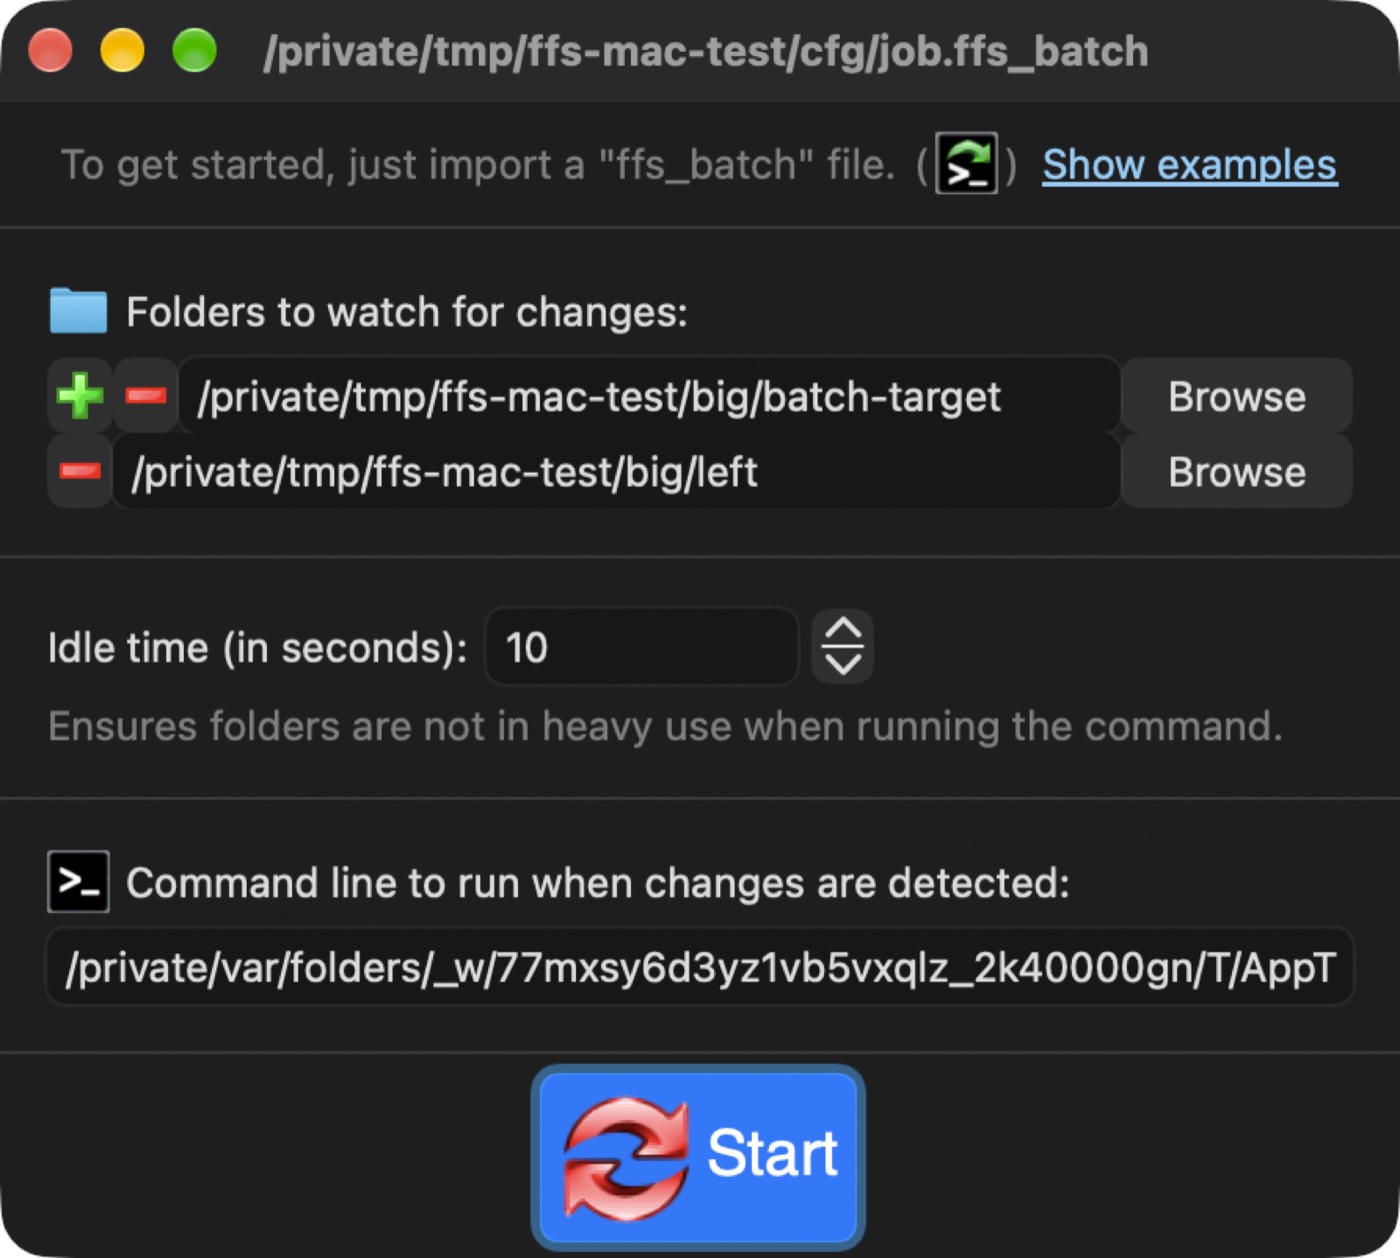 /private/tmp/ffs-mac-test/cfg/job.ffs_batch
To get started, just import a "ffs_batch" file. ( >_ ) Show examples
Folders to watch for changes:
/private/tmp/ffs-mac-test/big/batch-target Browse
/private/tmp/ffs-mac-test/big/left Browse
Idle time (in seconds): 10
Ensures folders are not in heavy use when running the command.
>_ Command line to run when changes are detected:
/private/var/folders/_w/77mxsy6d3yz1vb5vxqlz_2k40000gn/T/AppT
Start